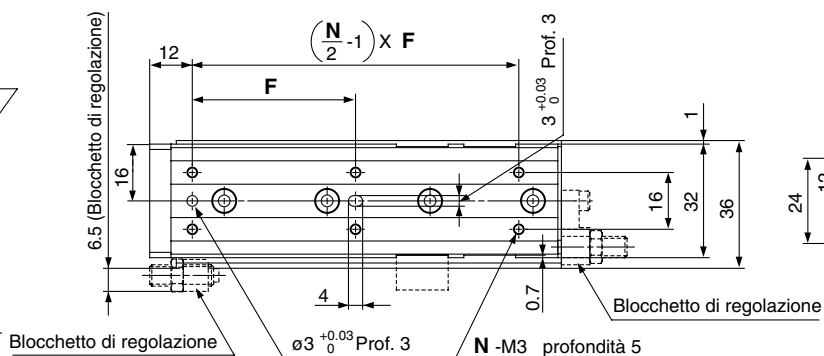 (N/2 -1) X F
12
F
3 +0.03 0 Prof. 3
1
6.5 (Blocchetto di regolazione)
16
16
32
36
24
12
4
0.7
Blocchetto di regolazione
Blocchetto di regolazione
ø3 +0.03 0 Prof. 3
N -M3 profondità 5